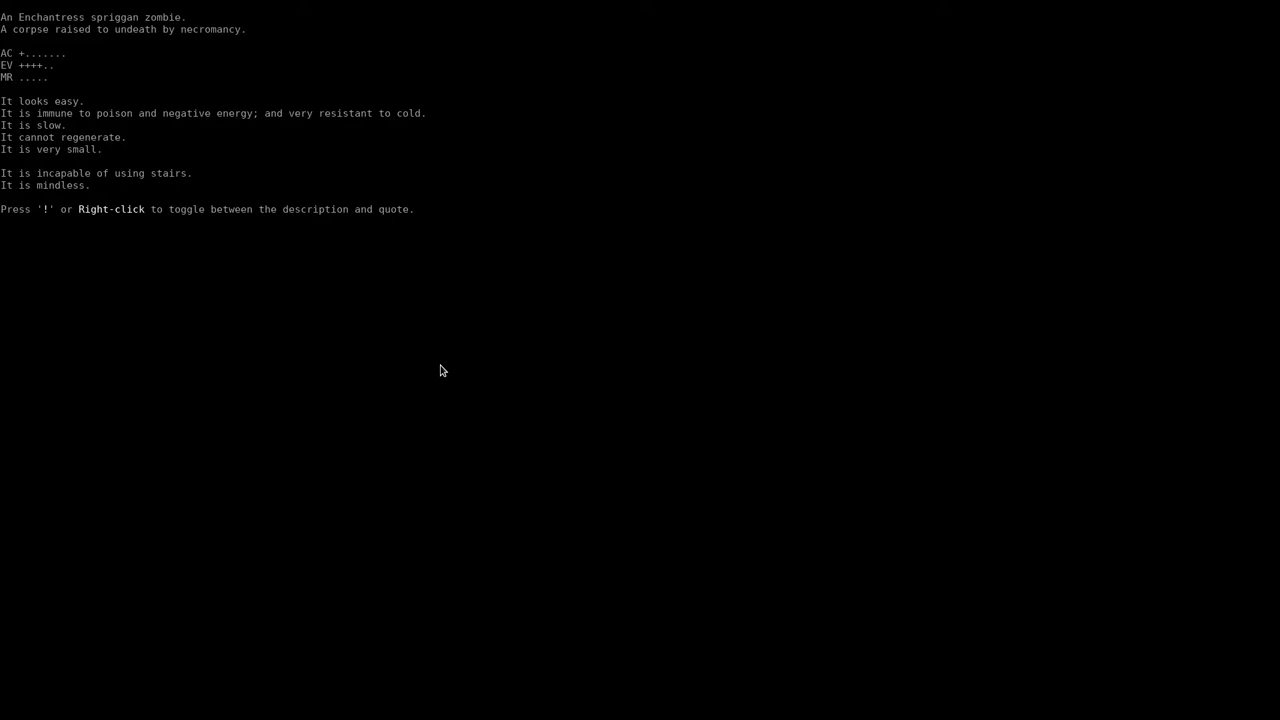 An Enchantress spriggan zombie.
A corpse raised to undeath by necromancy.
AC +.......
EV ++++..
MR .....
It looks easy.
It is immune to poison and negative energy; and very resistant to cold.
It is slow.
It cannot regenerate.
It is very small.
It is incapable of using stairs.
It is mindless.
Press '!' or Right-click to toggle between the description and quote.